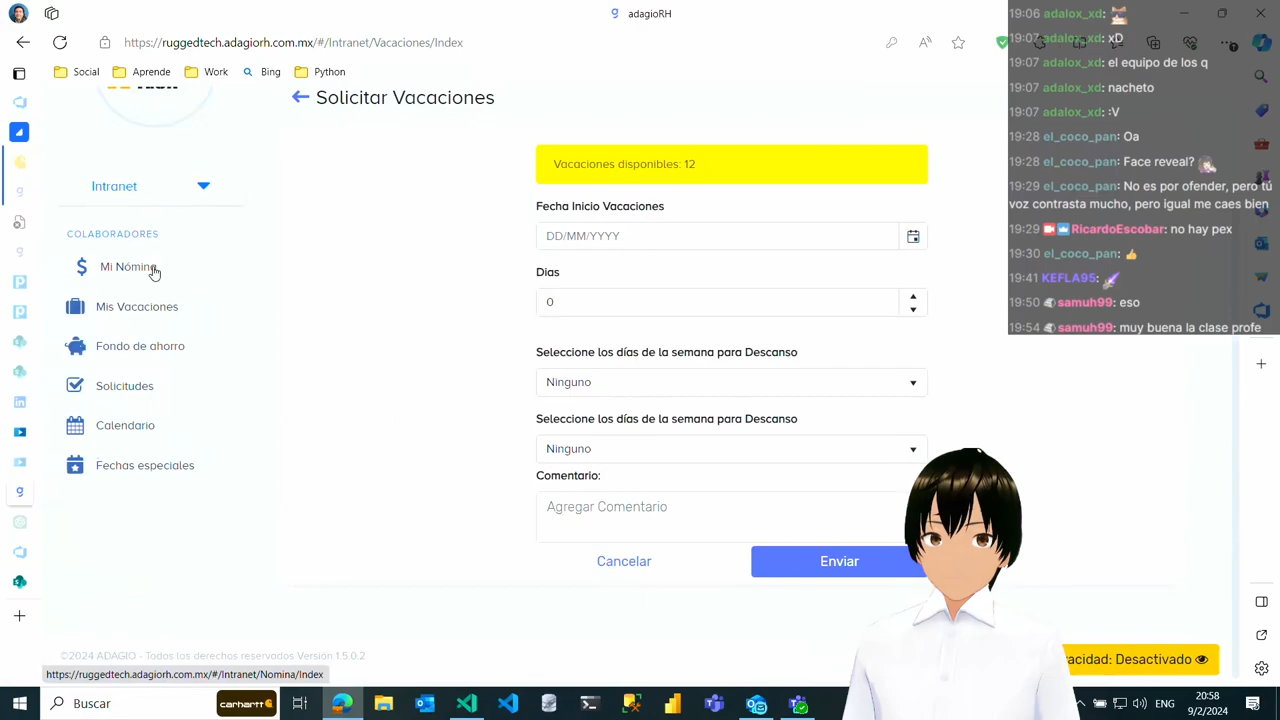 adagioRH
https://ruggedtech.adagiorh.com.mx/#/Intranet/Vacaciones/Index
Social
Aprende
Work
Bing
Python
Solicitar Vacaciones
Intranet
COLABORADORES
Mi Nómina
Mis Vacaciones
Fondo de ahorro
Solicitudes
Calendario
Fechas especiales
Vacaciones disponibles: 12
Fecha Inicio Vacaciones
DD/MM/YYYY
Dias
0
Seleccione los días de la semana para Descanso
Ninguno
Seleccione los días de la semana para Descanso
Ninguno
Comentario:
Agregar Comentario
Cancelar
Enviar
19:06 adalox_xd:
19:07 adalox_xd: xD
19:07 adalox_xd: el equipo de los q
19:07 adalox_xd: nacheto
19:07 adalox_xd: :V
19:28 el_coco_pan: Oa
19:28 el_coco_pan: Face reveal?
19:29 el_coco_pan: No es por ofender, pero tú
voz contrasta mucho, pero igual me caes bien
19:29 RicardoEscobar: no hay pex
19:30 el_coco_pan:
19:41 KEFLA95:
19:50 samuh99: eso
19:54 samuh99: muy buena la clase profe
©2024 ADAGIO - Todos los derechos reservados Versión 1.5.0.2
acidad: Desactivado
https://ruggedtech.adagiorh.com.mx/#/Intranet/Nomina/Index
Buscar
carhartt
20:58
9/2/2024